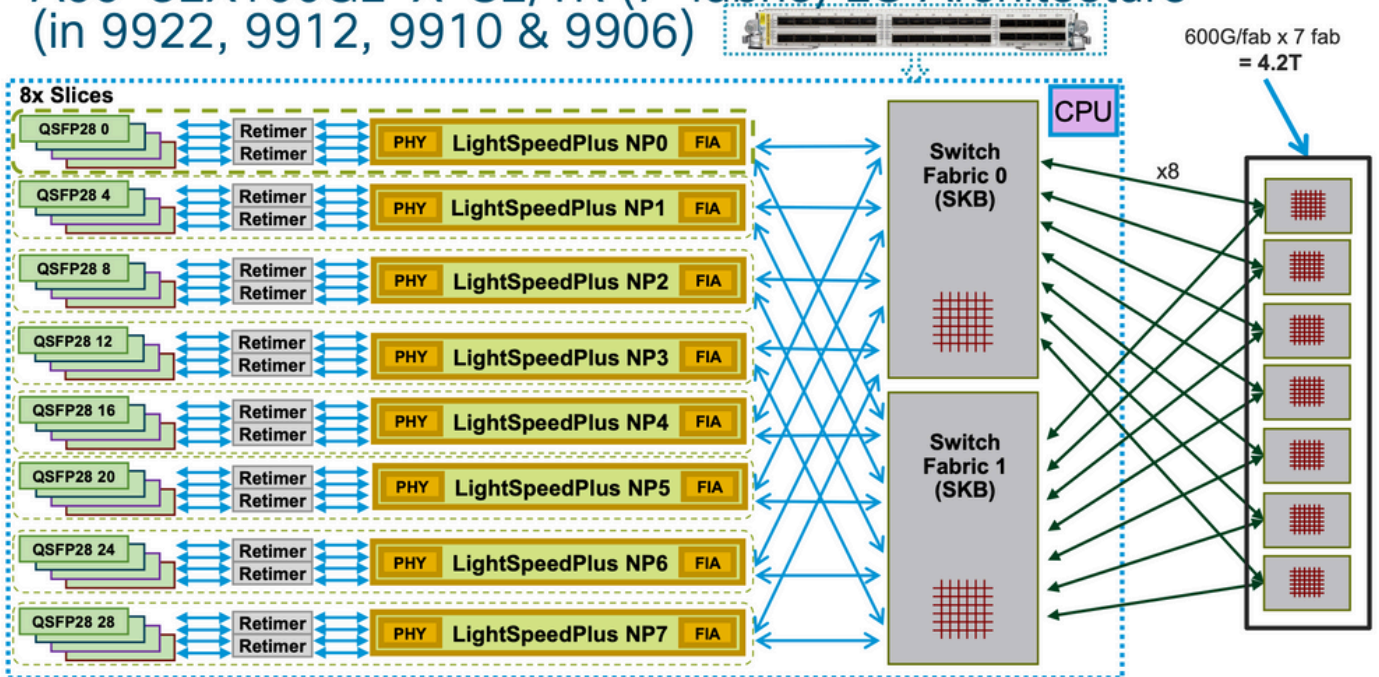 (7-fabric) LC Architecture
(in 9922, 9912, 9910 & 9906)
600G/fab x 7 fab
= 4.2T
8x Slices
CPU
QSFP28 0
Retimer
Retimer
PHY LightSpeedPlus NP0 FIA
QSFP28 4
Retimer
Retimer
PHY LightSpeedPlus NP1 FIA
QSFP28 8
Retimer
Retimer
PHY LightSpeedPlus NP2 FIA
QSFP28 12
Retimer
Retimer
PHY LightSpeedPlus NP3 FIA
QSFP28 16
Retimer
Retimer
PHY LightSpeedPlus NP4 FIA
QSFP28 20
Retimer
Retimer
PHY LightSpeedPlus NP5 FIA
QSFP28 24
Retimer
Retimer
PHY LightSpeedPlus NP6 FIA
QSFP28 28
Retimer
Retimer
PHY LightSpeedPlus NP7 FIA
Switch
Fabric 0
(SKB)
Switch
Fabric 1
(SKB)
x8